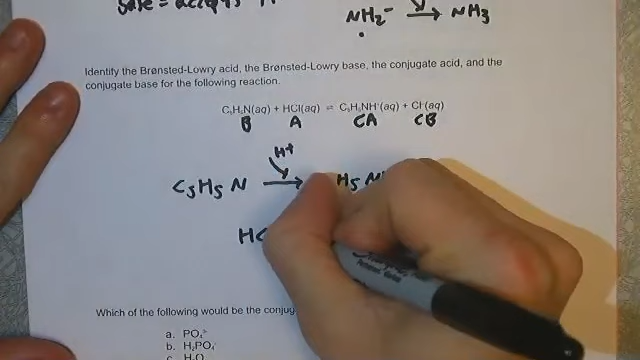 Base = accepts H
NH₂⁻ → NH₃
Identify the Brønsted-Lowry acid, the Brønsted-Lowry base, the conjugate acid, and the
conjugate base for the following reaction.
C₅H₅N(aq) + HCl(aq) = C₅H₅NH⁺(aq) + Cl⁻(aq)
B A CA CB
H+
C₅H₅N → H₅N
H
Which of the following would be the conjug
a. PO₄³⁻
b. H₂PO₄⁻
c. H₂O